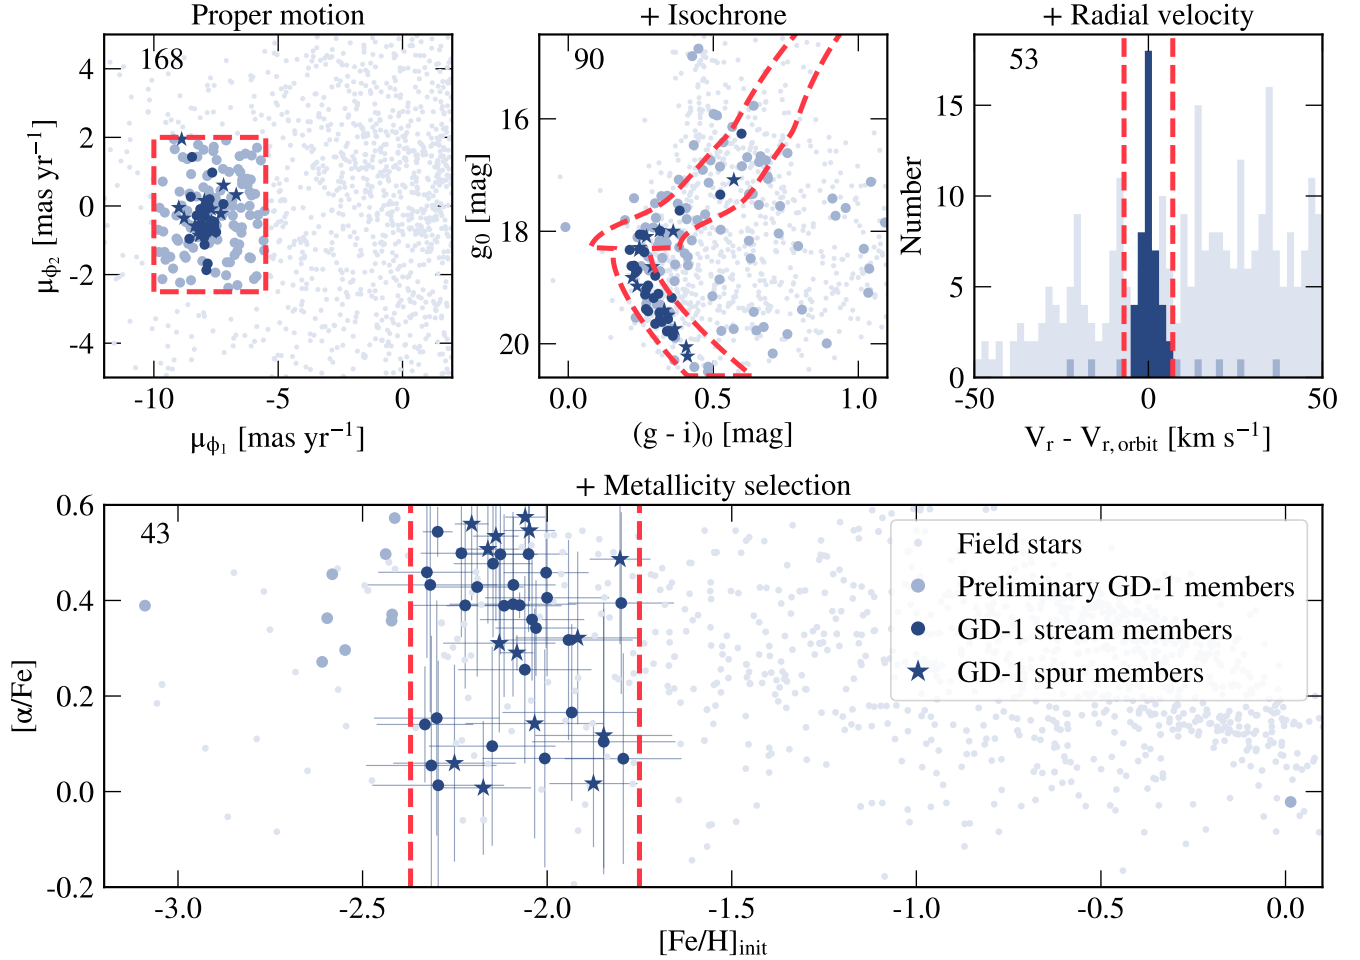 Proper motion
+ Isochrone
+ Radial velocity
168
90
53
4
2
0
-2
-4
μϕ₂ [mas yr⁻¹]
-10
-5
0
μϕ₁ [mas yr⁻¹]
16
18
20
g₀ [mag]
0.0
0.5
1.0
(g - i)₀ [mag]
15
10
5
0
Number
-50
0
50
Vᵣ - Vᵣ, orbit [km s⁻¹]
+ Metallicity selection
43
0.6
0.4
0.2
0.0
-0.2
[α/Fe]
Field stars
Preliminary GD-1 members
GD-1 stream members
GD-1 spur members
-3.0
-2.5
-2.0
-1.5
-1.0
-0.5
0.0
[Fe/H]init